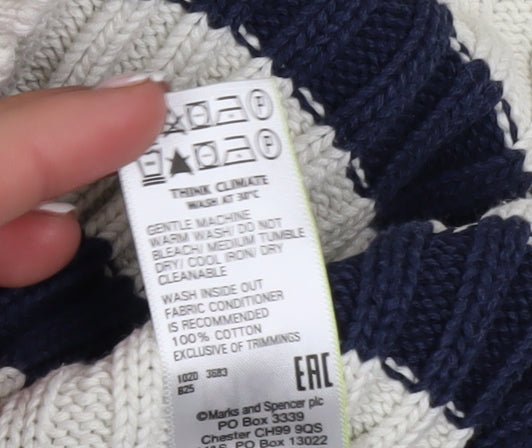 THINK CLIMATE
WASH AT 30°C
GENTLE MACHINE
WARM WASH/ DO NOT
BLEACH/ MEDIUM TUMBLE
DRY/ COOL IRON/ DRY
CLEANABLE
WASH INSIDE OUT
FABRIC CONDITIONER
IS RECOMMENDED
100% COTTON
EXCLUSIVE OF TRIMMINGS
1020 3683
825
EAC
©Marks and Spencer plc
PO Box 3339
Chester CH99 9QS
M.S. PO Box 13022